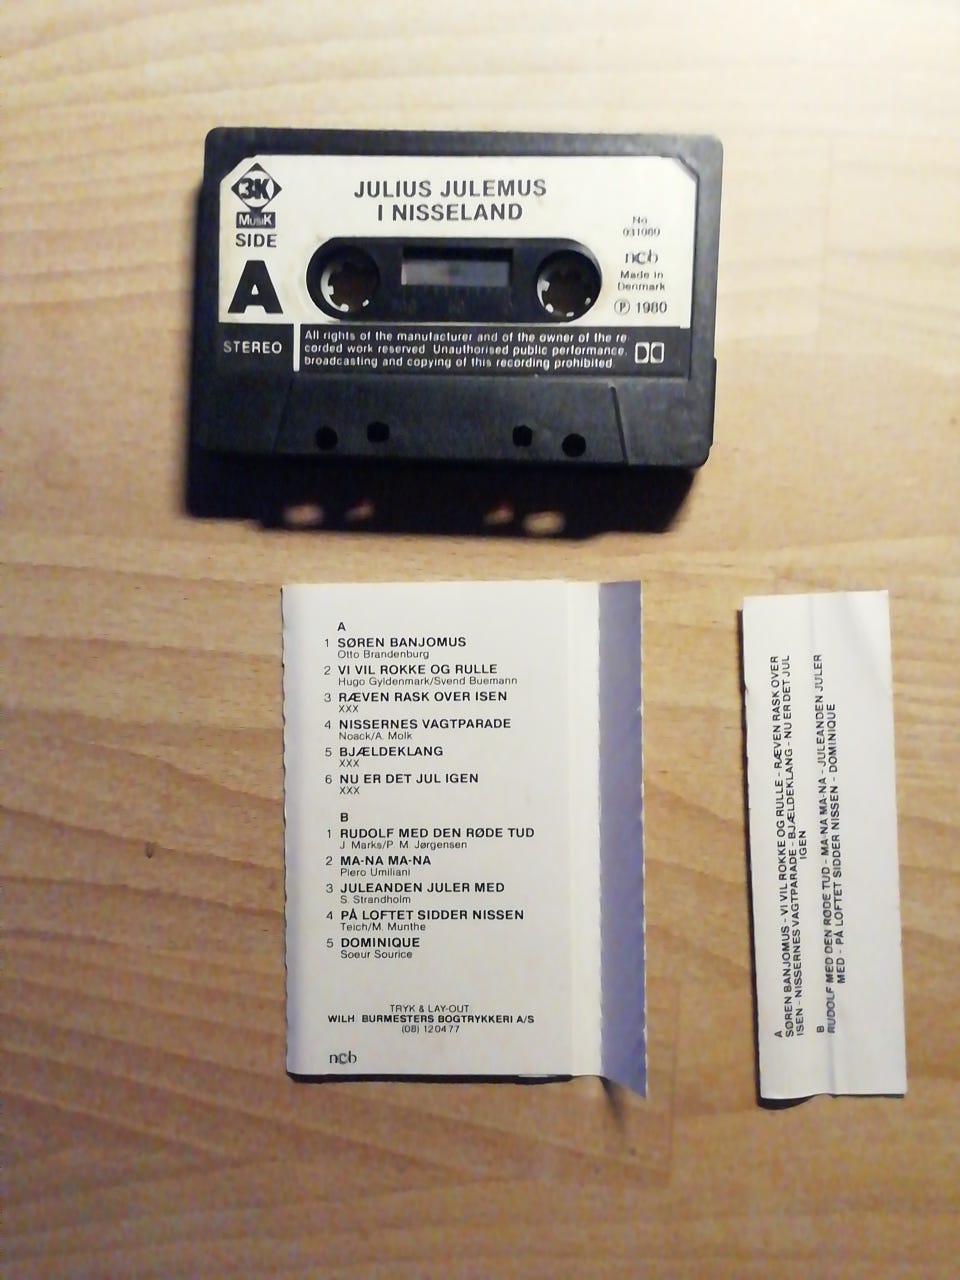 3K
MUSIK
SIDE
A
JULIUS JULEMUS
I NISSELAND
No
031080
ncb
Made in
Denmark
Ⓟ 1980
STEREO
All rights of the manufacturer and of the owner of the re
corded work reserved Unauthorised public performance,
broadcasting and copying of this recording prohibited
A
1 SØREN BANJOMUS
Otto Brandenburg
2 VI VIL ROKKE OG RULLE
Hugo Gyldenmark/Svend Buemann
3 RÆVEN RASK OVER ISEN
XXX
4 NISSERNES VAGTPARADE
Noack/A. Molk
5 BJÆLDEKLANG
XXX
6 NU ER DET JUL IGEN
XXX
B
1 RUDOLF MED DEN RØDE TUD
J. Marks/P. M. Jørgensen
2 MA-NA MA-NA
Piero Umiliani
3 JULEANDEN JULER MED
S. Strandholm
4 PÅ LOFTET SIDDER NISSEN
Teich/M. Munthe
5 DOMINIQUE
Soeur Sourice
TRYK & LAY-OUT
WILH BURMESTERS BOGTRYKKERI A/S
(08) 120477
ncb
A
SØREN BANJOMUS - VI VIL ROKKE OG RULLE - RÆVEN RASK OVER
ISEN - NISSERNES VAGTPARADE - BJÆLDEKLANG - NU ER DET JUL
IGEN
B
RUDOLF MED DEN RØDE TUD - MA-NA MA-NA - JULEANDEN JULER
MED - PÅ LOFTET SIDDER NISSEN - DOMINIQUE